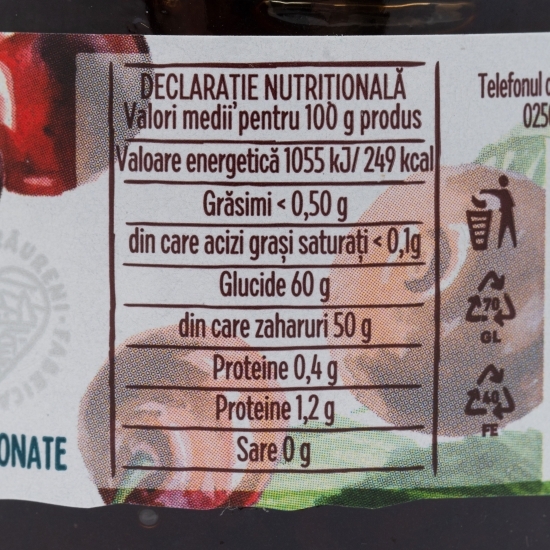 DECLARAȚIE NUTRIȚIONALĂ
Valori medii pentru 100 g produs
Valoare energetică 1055 kJ/ 249 kcal
Grăsimi < 0,50 g
din care acizi grași saturați < 0,1g
Glucide 60 g
din care zaharuri 50 g
Proteine 0,4 g
Proteine 1,2 g
Sare 0 g
Telefonul
025
70
GL
40
FE
ONATE